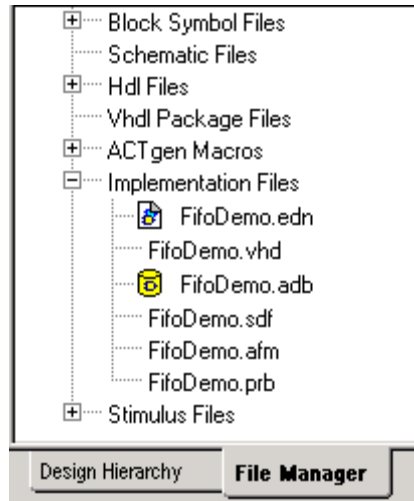 Block Symbol Files
Schematic Files
Hdl Files
Vhdl Package Files
ACTgen Macros
Implementation Files
FifoDemo.edn
FifoDemo.vhd
FifoDemo.adb
FifoDemo.sdf
FifoDemo.afm
FifoDemo.prb
Stimulus Files
Design Hierarchy File Manager